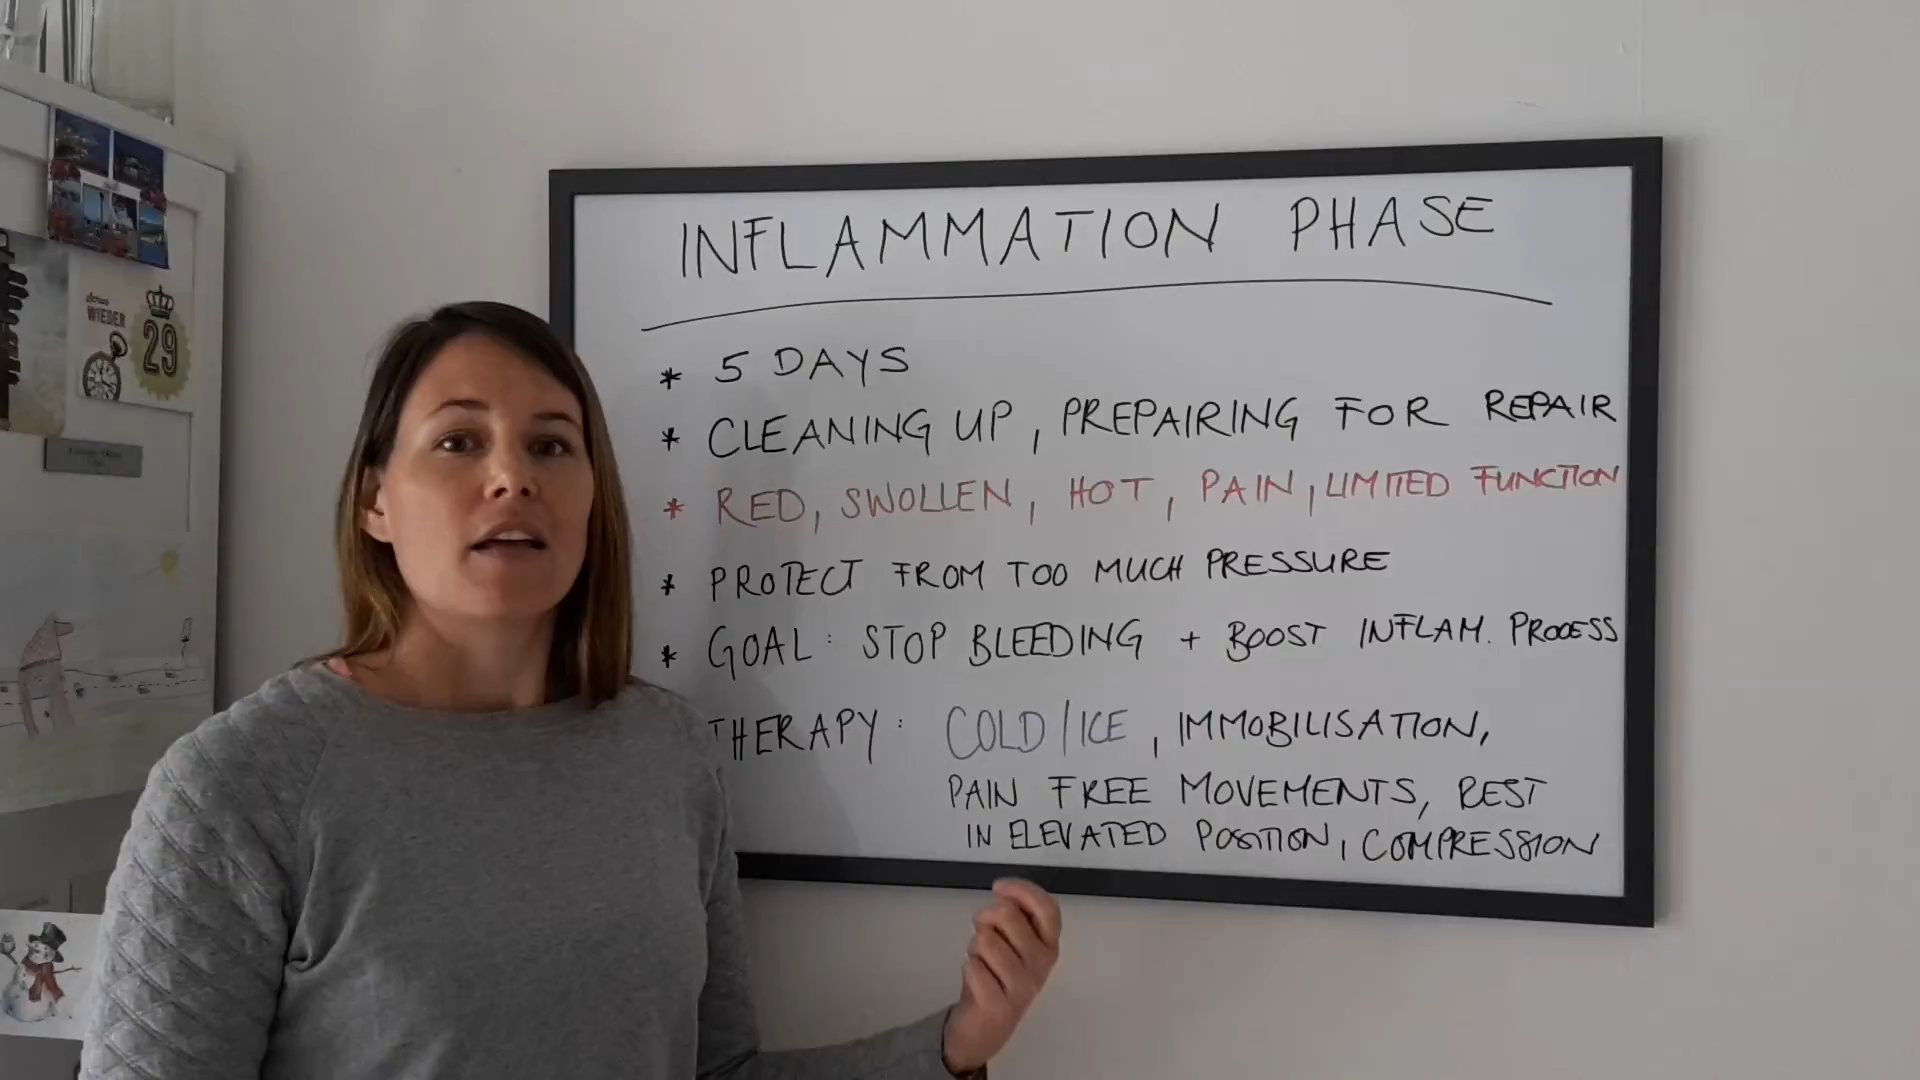 INFLAMMATION PHASE
* 5 DAYS
* CLEANING UP, PREPAIRING FOR REPAIR
* RED, SWOLLEN, HOT, PAIN, LIMITED FUNCTION
* PROTECT FROM TOO MUCH PRESSURE
* GOAL: STOP BLEEDING + BOOST INFLAM. PROCESS
THERAPY: COLD/ICE, IMMOBILISATION,
PAIN FREE MOVEMENTS, REST
IN ELEVATED POSITION, COMPRESSION
WIEDER
29